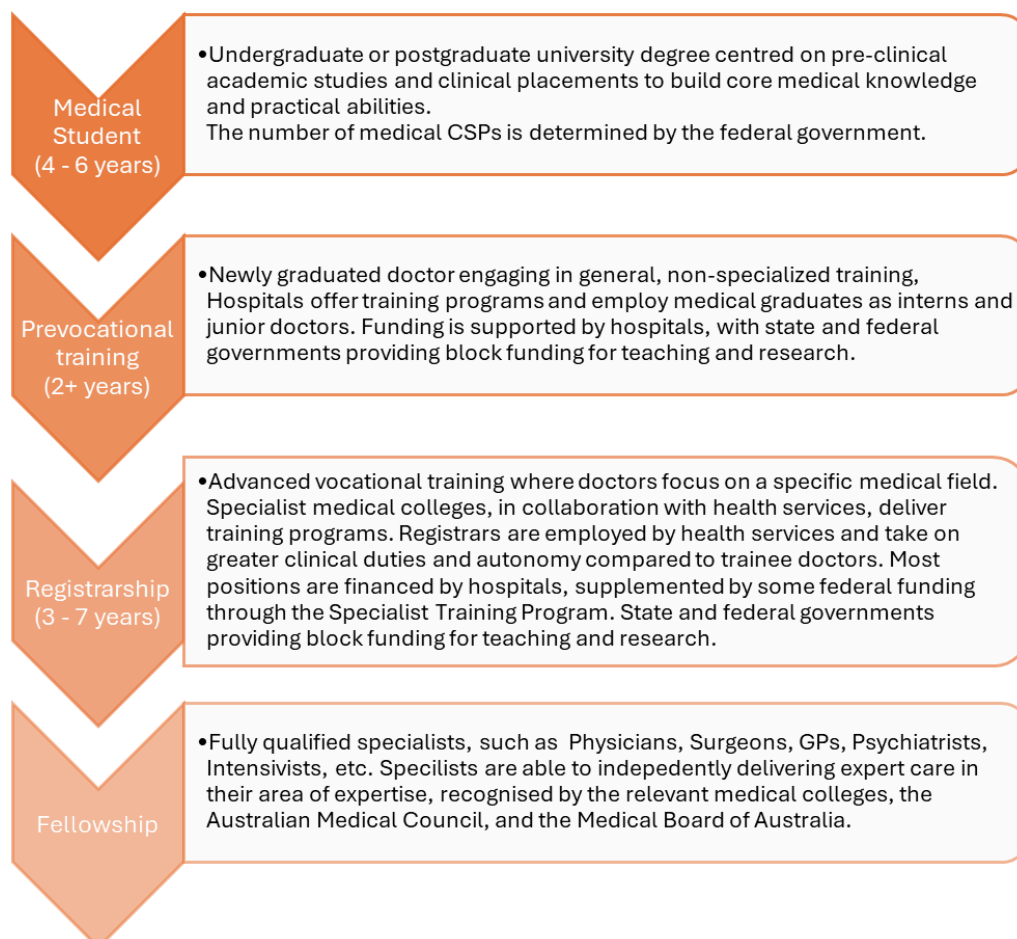 Medical
Student
(4 - 6 years)
•Undergraduate or postgraduate university degree centred on pre-clinical
academic studies and clinical placements to build core medical knowledge
and practical abilities.
The number of medical CSPs is determined by the federal government.
Prevocational
training
(2+ years)
•Newly graduated doctor engaging in general, non-specialized training,
Hospitals offer training programs and employ medical graduates as interns and
junior doctors. Funding is supported by hospitals, with state and federal
governments providing block funding for teaching and research.
Registrarship
(3 - 7 years)
•Advanced vocational training where doctors focus on a specific medical field.
Specialist medical colleges, in collaboration with health services, deliver
training programs. Registrars are employed by health services and take on
greater clinical duties and autonomy compared to trainee doctors. Most
positions are financed by hospitals, supplemented by some federal funding
through the Specialist Training Program. State and federal governments
providing block funding for teaching and research.
Fellowship
•Fully qualified specialists, such as  Physicians, Surgeons, GPs, Psychiatrists,
Intensivists, etc. Specilists are able to indepedently delivering expert care in
their area of expertise, recognised by the relevant medical colleges, the
Australian Medical Council, and the Medical Board of Australia.